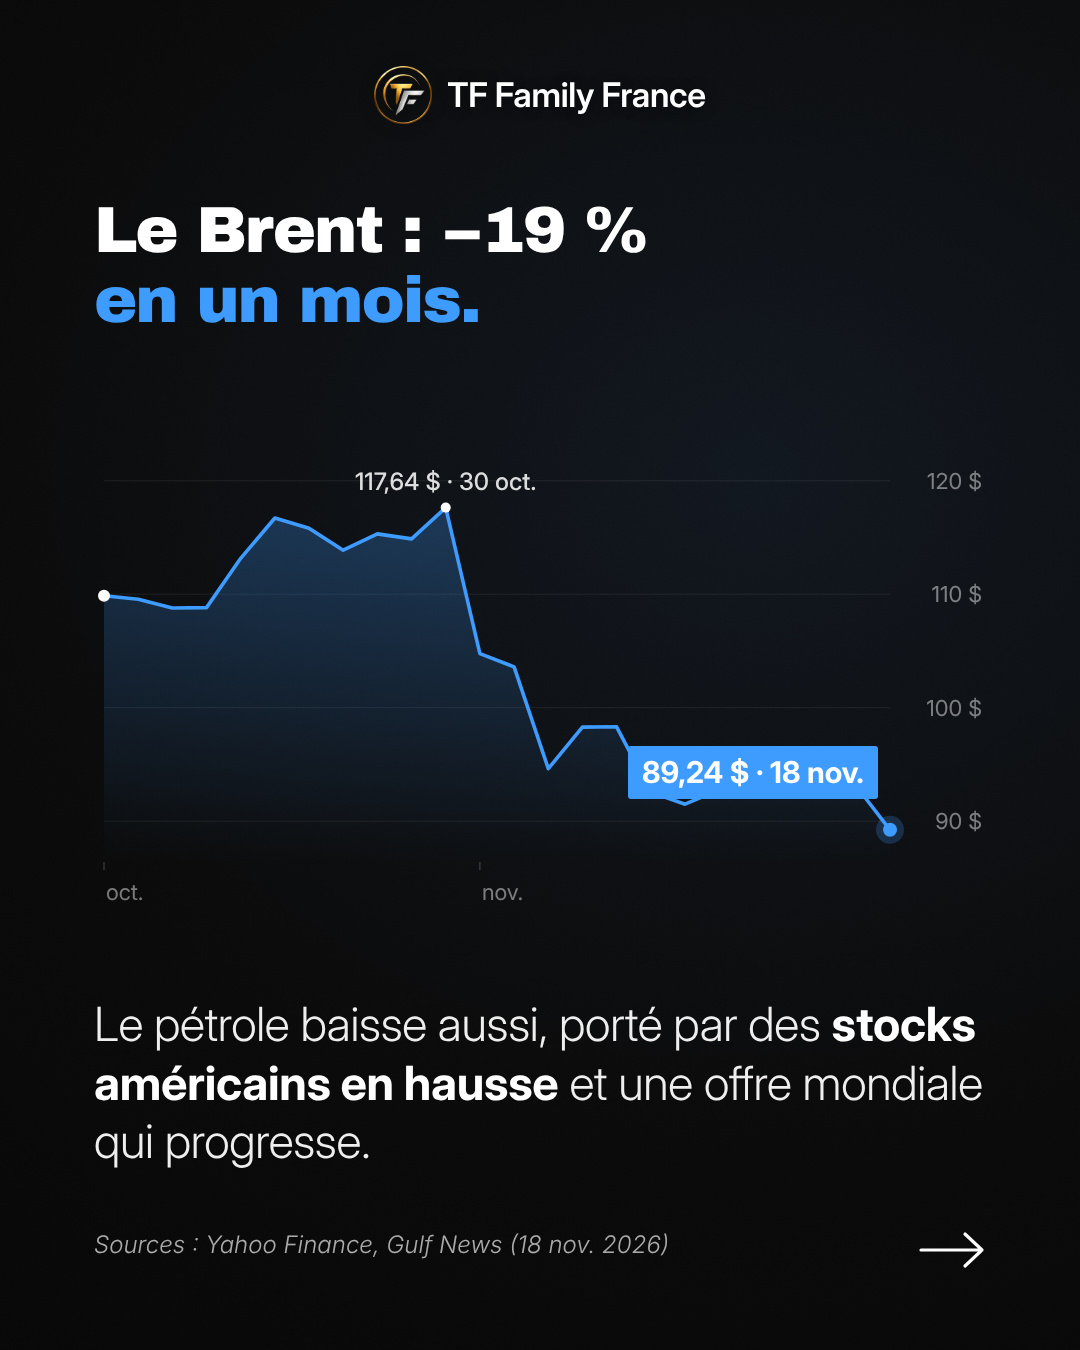 TF Family France
Le Brent : –19 %
en un mois.
117,64 $ · 30 oct.
120 $
110 $
100 $
89,24 $ · 18 nov.
90 $
oct.
nov.
Le pétrole baisse aussi, porté par des stocks
américains en hausse et une offre mondiale
qui progresse.
Sources : Yahoo Finance, Gulf News (18 nov. 2026)